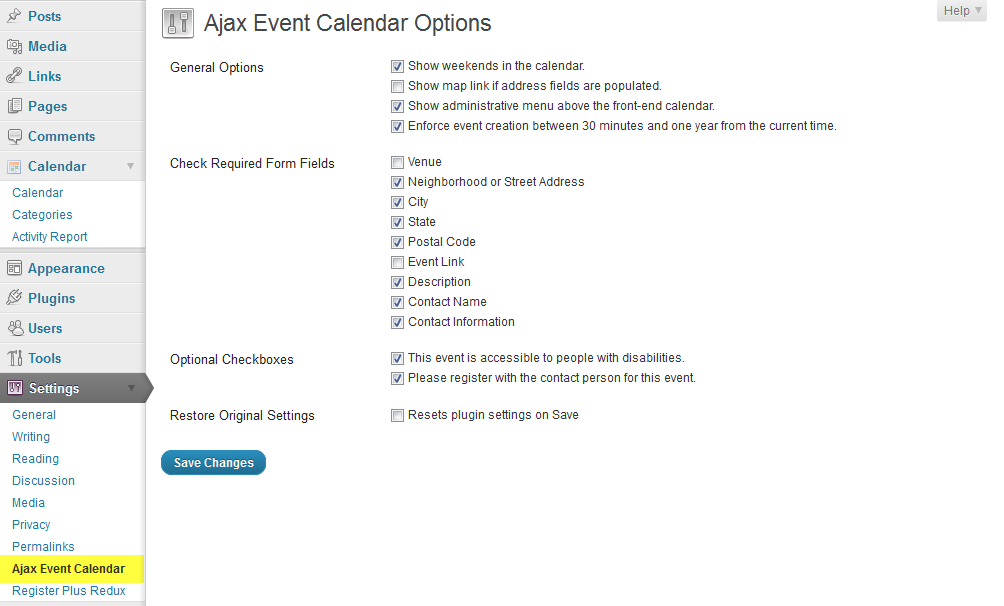 Posts
Media
Links
Pages
Comments
Calendar
Calendar
Categories
Activity Report
Appearance
Plugins
Users
Tools
Settings
General
Writing
Reading
Discussion
Media
Privacy
Permalinks
Ajax Event Calendar
Register Plus Redux
Help
Ajax Event Calendar Options
General Options
Show weekends in the calendar.
Show map link if address fields are populated.
Show administrative menu above the front-end calendar.
Enforce event creation between 30 minutes and one year from the current time.
Check Required Form Fields
Venue
Neighborhood or Street Address
City
State
Postal Code
Event Link
Description
Contact Name
Contact Information
Optional Checkboxes
This event is accessible to people with disabilities.
Please register with the contact person for this event.
Restore Original Settings
Resets plugin settings on Save
Save Changes